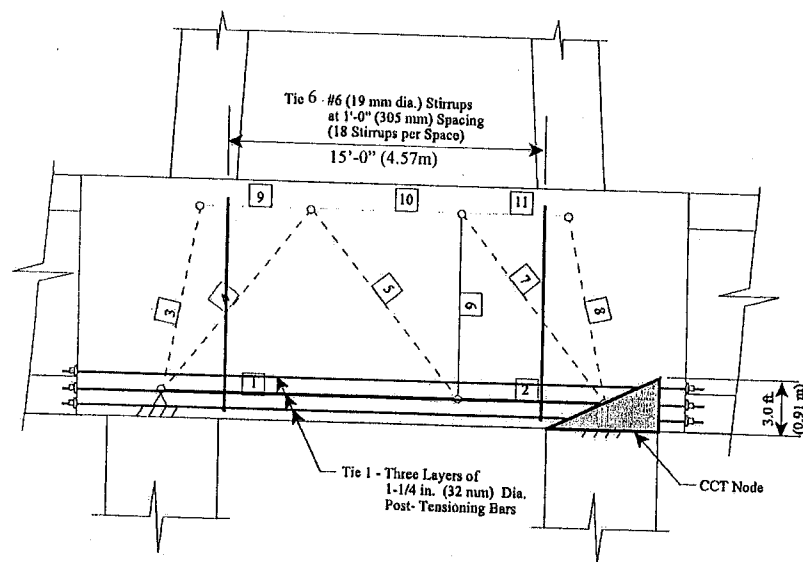 Tie 6 - #6 (19 mm dia.) Stirrups
at 1'-0" (305 mm) Spacing
(18 Stirrups per Space)
15'-0" (4.57m)
9
10
11
3
4
5
6
7
8
1
2
3.0 ft.
(0.91 m)
Tie 1 - Three Layers of
1-1/4 in. (32 mm) Dia.
Post- Tensioning Bars
CCT Node